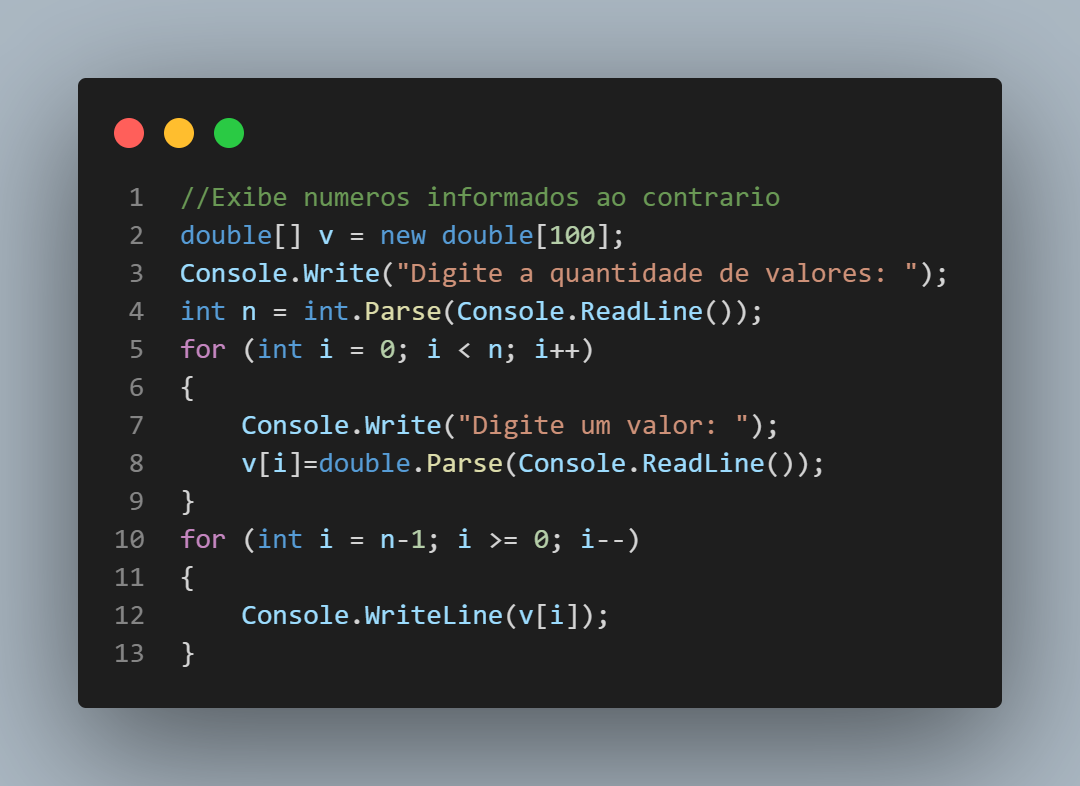 1 //Exibe numeros informados ao contrario
2 double[] v = new double[100];
3 Console.Write("Digite a quantidade de valores: ");
4 int n = int.Parse(Console.ReadLine());
5 for (int i = 0; i < n; i++)
6 {
7     Console.Write("Digite um valor: ");
8     v[i]=double.Parse(Console.ReadLine());
9 }
10 for (int i = n-1; i >= 0; i--)
11 {
12     Console.WriteLine(v[i]);
13 }